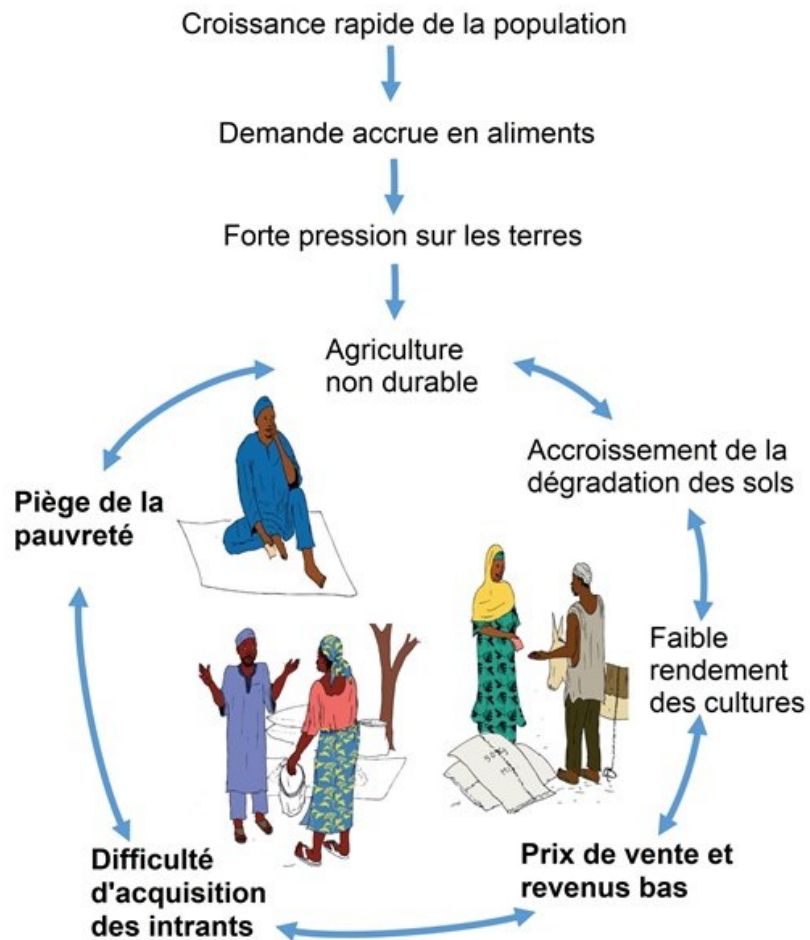 Croissance rapide de la population
Demande accrue en aliments
Forte pression sur les terres
Agriculture
non durable
Accroissement de la
dégradation des sols
Piège de la
pauvreté
Faible
rendement
des cultures
Difficulté
d'acquisition
des intrants
Prix de vente et
revenus bas